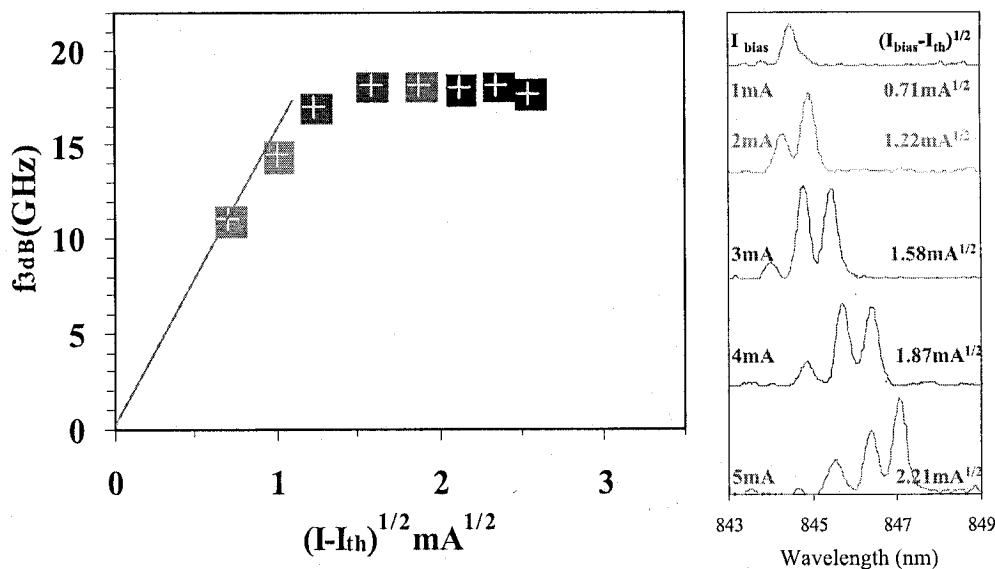 20
15
10
5
0
f3dB(GHz)
0 1 2 3
(I-Ith)1/2 mA1/2
I bias (Ibias-Ith)1/2
1mA 0.71mA1/2
2mA 1.22mA1/2
3mA 1.58mA1/2
4mA 1.87mA1/2
5mA 2.21mA1/2
843 845 847 849
Wavelength (nm)